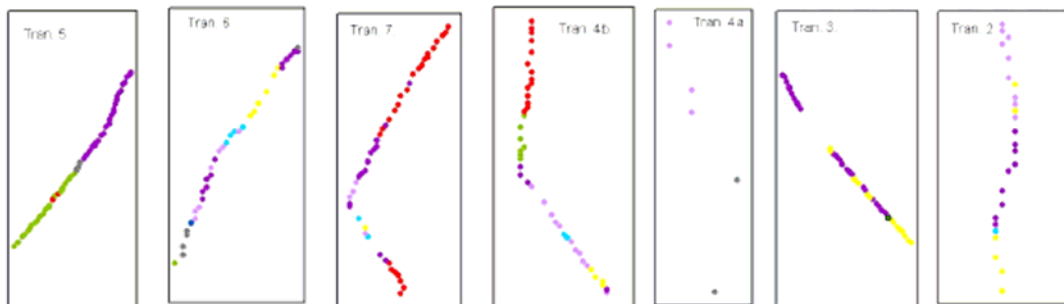 Tran. 5
Tran. 6
Tran. 7.
Tran. 4b.
Tran. 4a
Tran. 3.
Tran. 2.